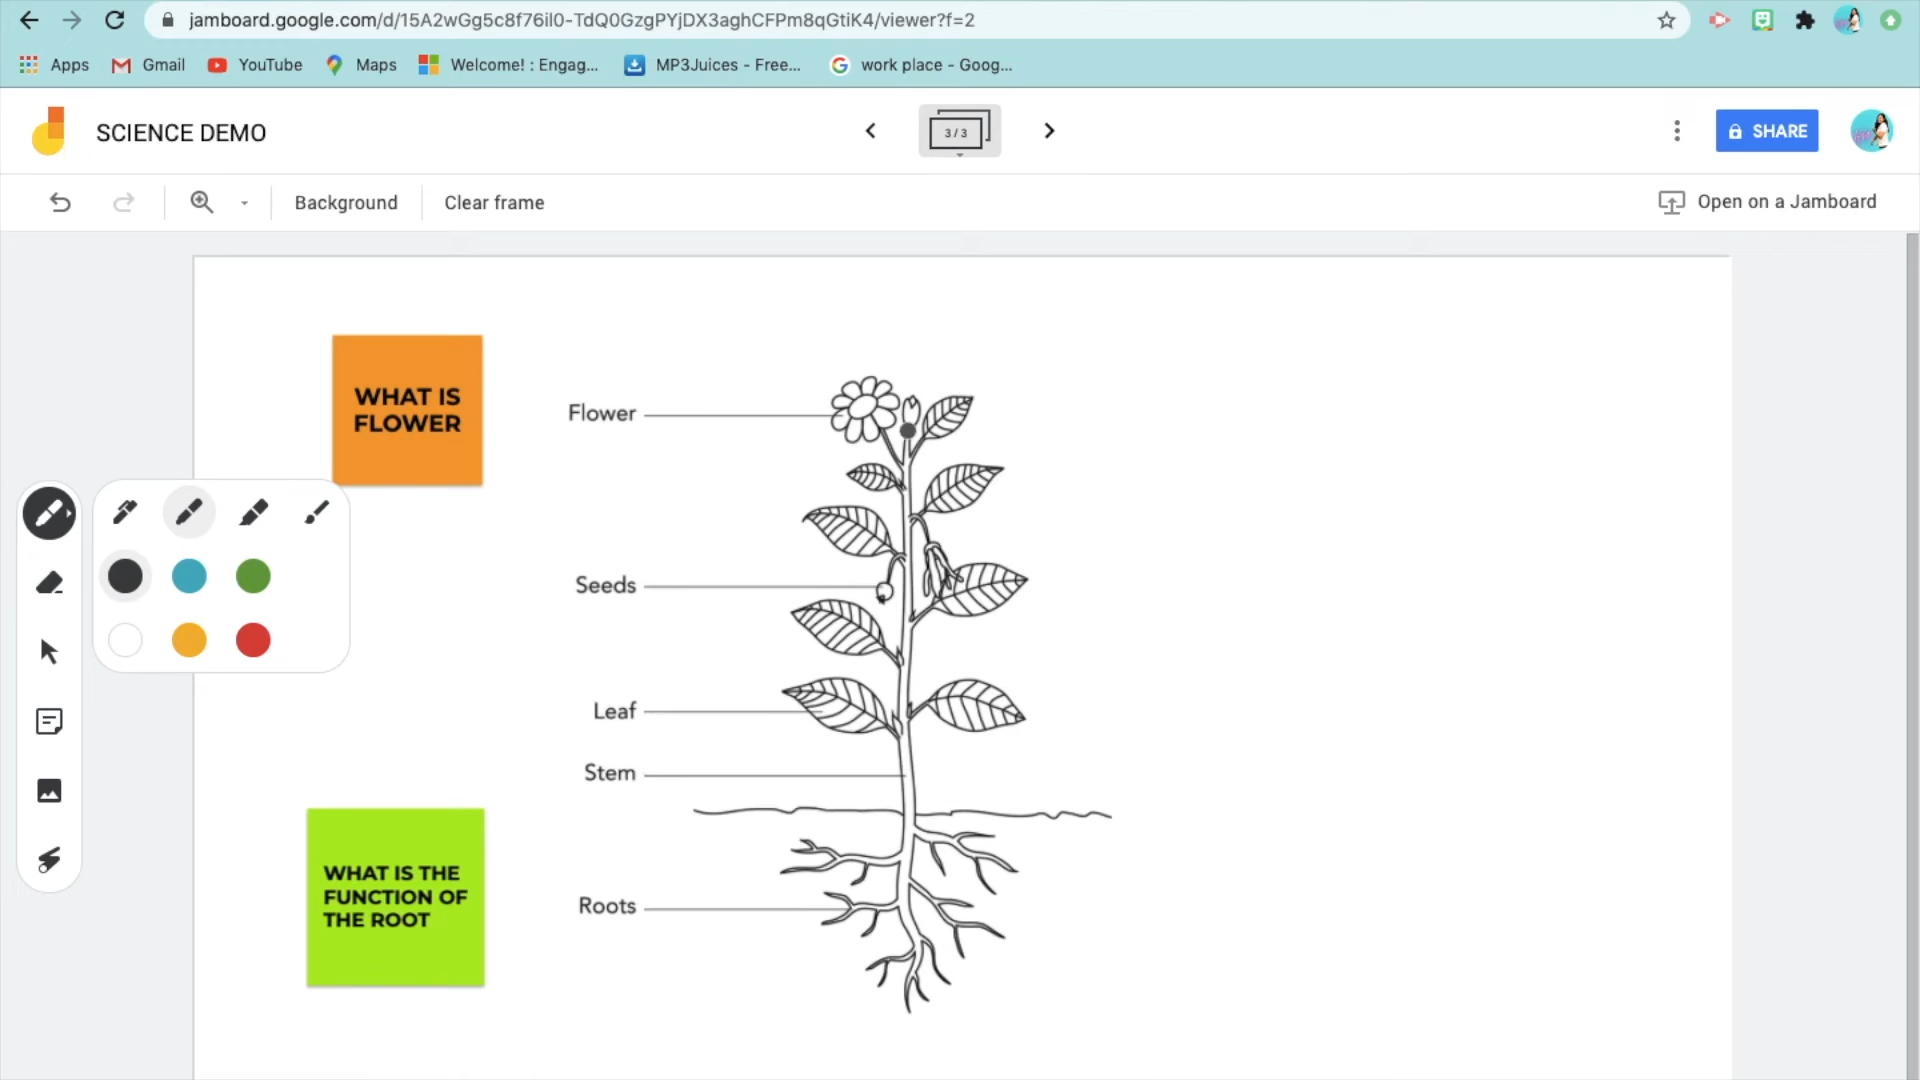 jamboard.google.com/d/15A2wGg5c8f76il0-TdQ0GzgPYjDX3aghCFPm8qGtiK4/viewer?f=2
Apps Gmail YouTube Maps Welcome! : Engag... MP3Juices - Free... work place - Goog...
SCIENCE DEMO 3 / 3 SHARE
Background Clear frame Open on a Jamboard
WHAT IS
FLOWER
Flower
Seeds
Leaf
Stem
WHAT IS THE
FUNCTION OF
THE ROOT
Roots